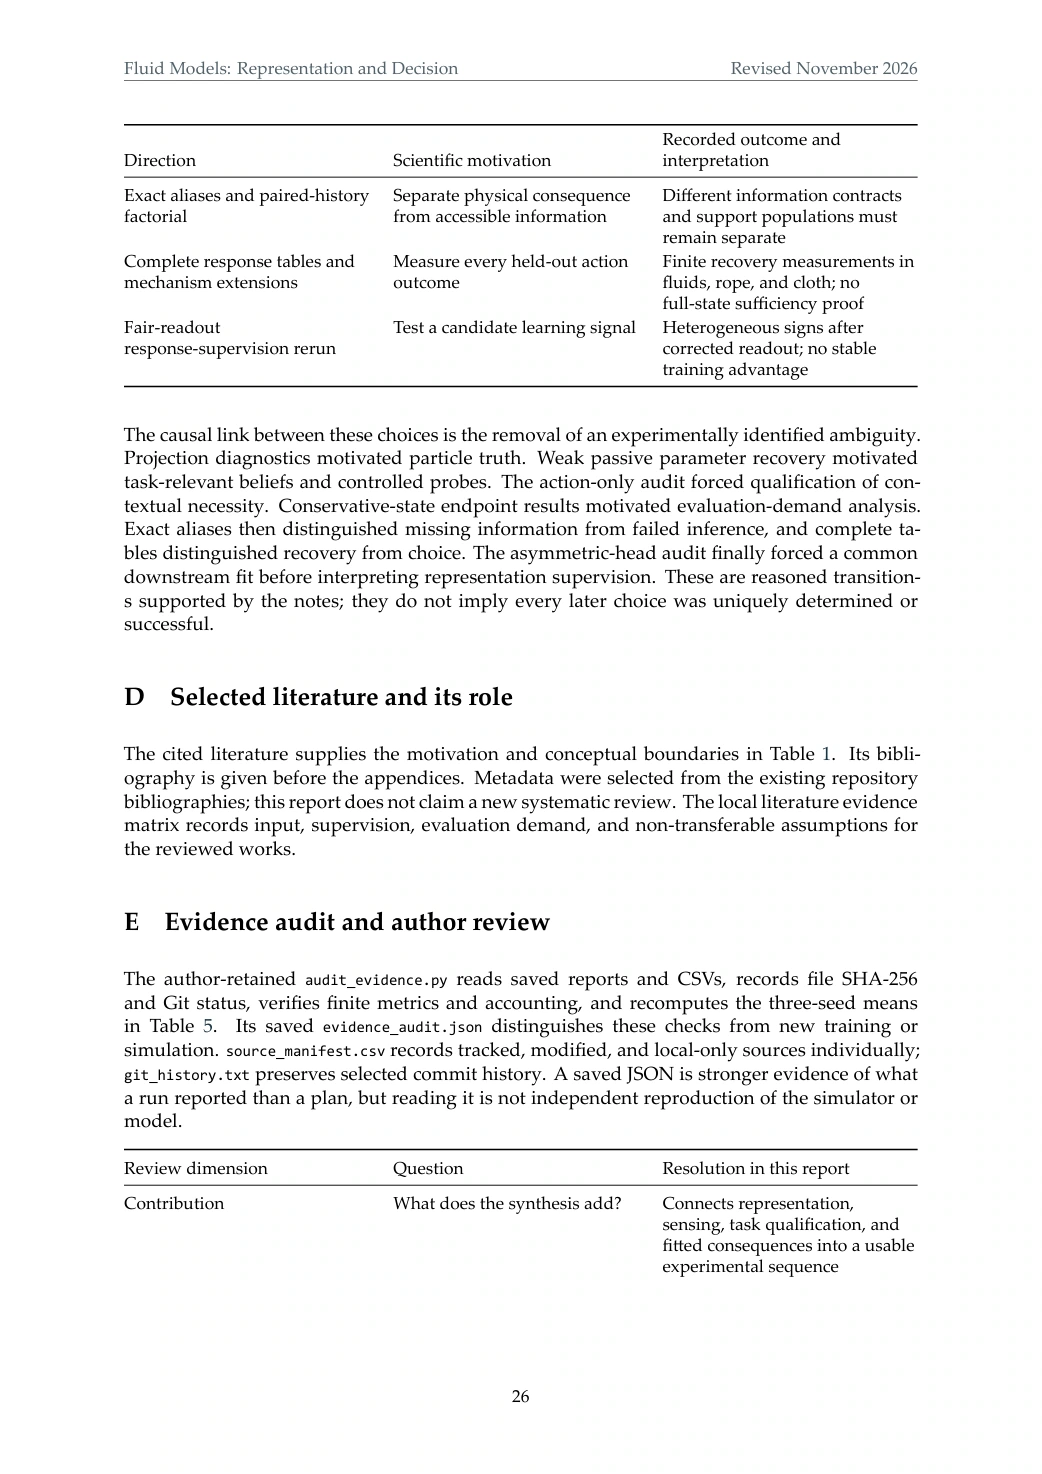 Fluid Models: Representation and Decision Revised November 2026
Direction Scientific motivation Recorded outcome and interpretation
Exact aliases and paired-history factorial Separate physical consequence from accessible information Different information contracts and support populations must remain separate
Complete response tables and mechanism extensions Measure every held-out action outcome Finite recovery measurements in fluids, rope, and cloth; no full-state sufficiency proof
Fair-readout response-supervision rerun Test a candidate learning signal Heterogeneous signs after corrected readout; no stable training advantage
The causal link between these choices is the removal of an experimentally identified ambiguity.
Projection diagnostics motivated particle truth. Weak passive parameter recovery motivated
task-relevant beliefs and controlled probes. The action-only audit forced qualification of con-
textual necessity. Conservative-state endpoint results motivated evaluation-demand analysis.
Exact aliases then distinguished missing information from failed inference, and complete ta-
bles distinguished recovery from choice. The asymmetric-head audit finally forced a common
downstream fit before interpreting representation supervision. These are reasoned transition-
s supported by the notes; they do not imply every later choice was uniquely determined or
successful.
D Selected literature and its role
The cited literature supplies the motivation and conceptual boundaries in Table 1. Its bibli-
ography is given before the appendices. Metadata were selected from the existing repository
bibliographies; this report does not claim a new systematic review. The local literature evidence
matrix records input, supervision, evaluation demand, and non-transferable assumptions for
the reviewed works.
E Evidence audit and author review
The author-retained audit_evidence.py reads saved reports and CSVs, records file SHA-256
and Git status, verifies finite metrics and accounting, and recomputes the three-seed means
in Table 5. Its saved evidence_audit.json distinguishes these checks from new training or
simulation. source_manifest.csv records tracked, modified, and local-only sources individually;
git_history.txt preserves selected commit history. A saved JSON is stronger evidence of what
a run reported than a plan, but reading it is not independent reproduction of the simulator or
model.
Review dimension Question Resolution in this report
Contribution What does the synthesis add? Connects representation, sensing, task qualification, and fitted consequences into a usable experimental sequence
26